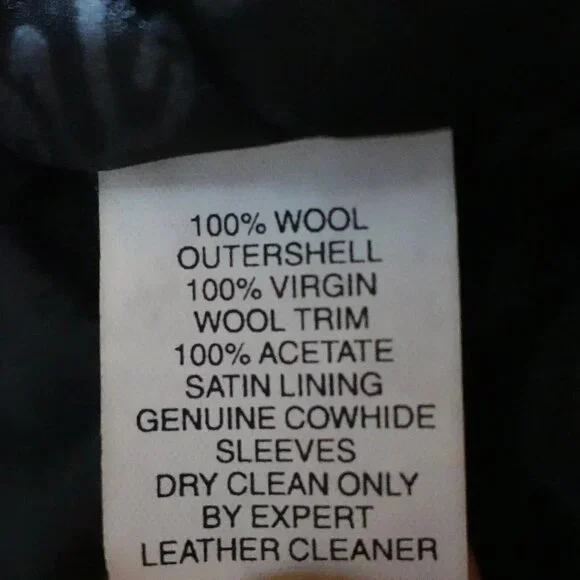 100% WOOL
OUTERSHELL
100% VIRGIN
WOOL TRIM
100% ACETATE
SATIN LINING
GENUINE COWHIDE
SLEEVES
DRY CLEAN ONLY
BY EXPERT
LEATHER CLEANER